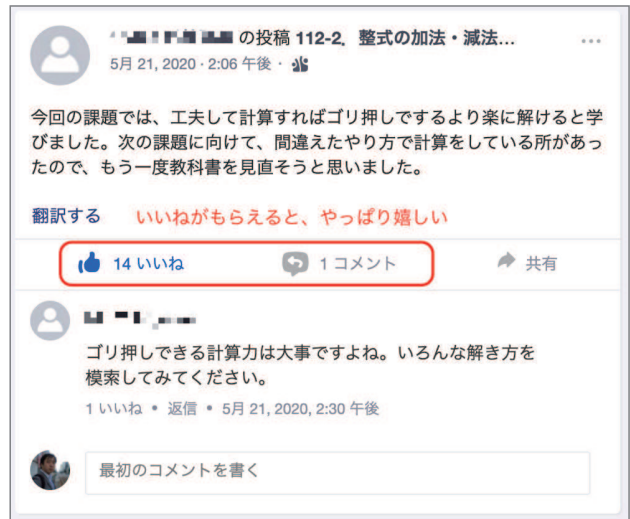 の投稿 112-2．整式の加法・減法...
5月 21, 2020 · 2:06 午後 ·
今回の課題では、工夫して計算すればゴリ押しでするより楽に解けると学
びました。次の課題に向けて、間違えたやり方で計算をしている所があっ
たので、もう一度教科書を見直そうと思いました。
翻訳する いいねがもらえると、やっぱり嬉しい
14 いいね 1 コメント 共有
ゴリ押しできる計算力は大事ですよね。いろんな解き方を
模索してみてください。
1 いいね • 返信 • 5月 21, 2020, 2:30 午後
最初のコメントを書く